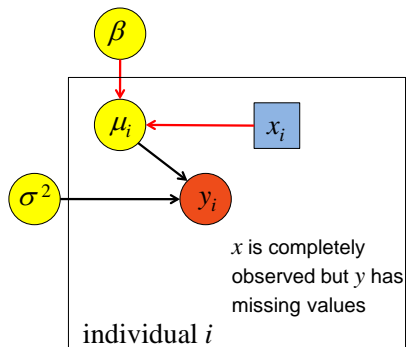 β
μᵢ
xᵢ
σ²
yᵢ
x is completely
observed but y has
missing values
individual i